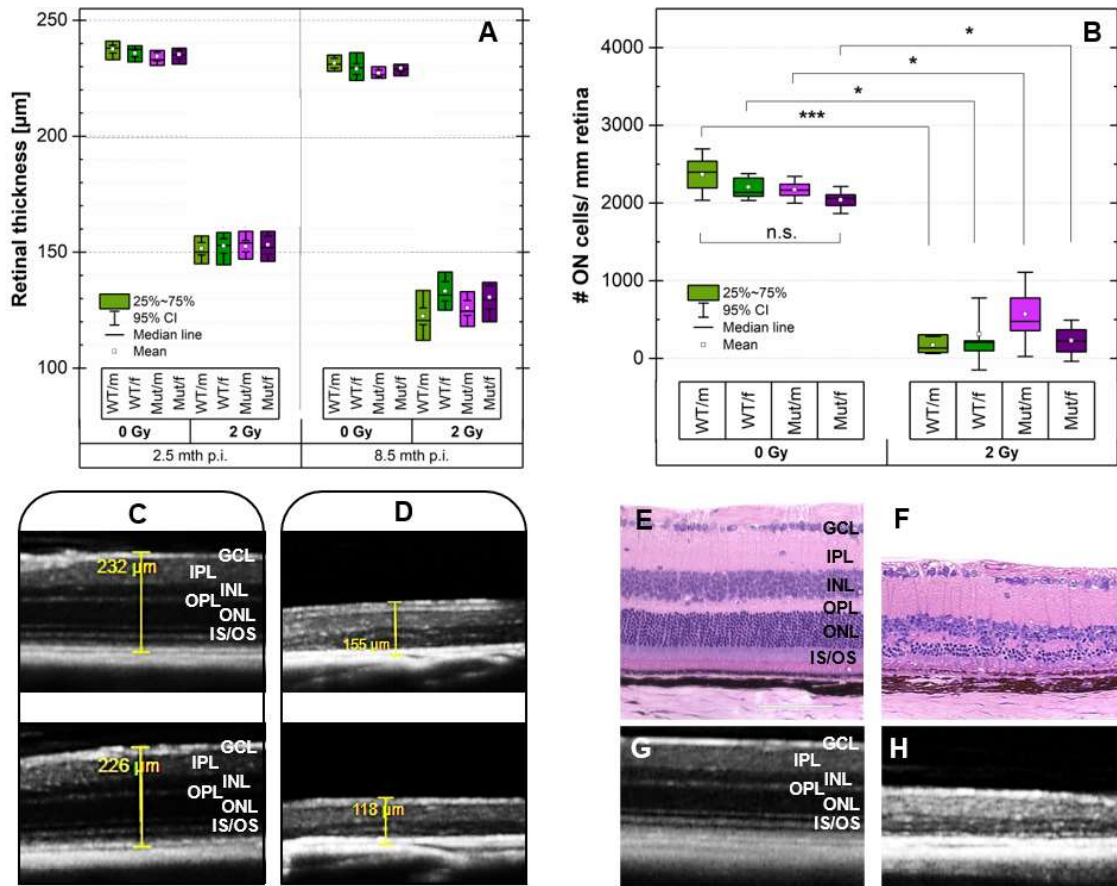 A
Retinal thickness [µm]
250
200
150
100
25%~75%
95% CI
Median line
Mean
WT/m
WT/f
Mut/m
Mut/f
WT/m
WT/f
Mut/m
Mut/f
WT/m
WT/f
Mut/m
Mut/f
WT/m
WT/f
Mut/m
Mut/f
0 Gy
2 Gy
0 Gy
2 Gy
2.5 mth p.i.
8.5 mth p.i.
B
# ON cells/ mm retina
4000
3000
2000
1000
0
*
*
*
***
n.s.
25%~75%
95% CI
Median line
Mean
WT/m
WT/f
Mut/m
Mut/f
WT/m
WT/f
Mut/m
Mut/f
0 Gy
2 Gy
C
232 µm
GCL
IPL
INL
OPL
ONL
IS/OS
226 µm
GCL
IPL
INL
OPL
ONL
IS/OS
D
155 µm
118 µm
E
GCL
IPL
INL
OPL
ONL
IS/OS
F
G
GCL
IPL
INL
OPL
ONL
IS/OS
H